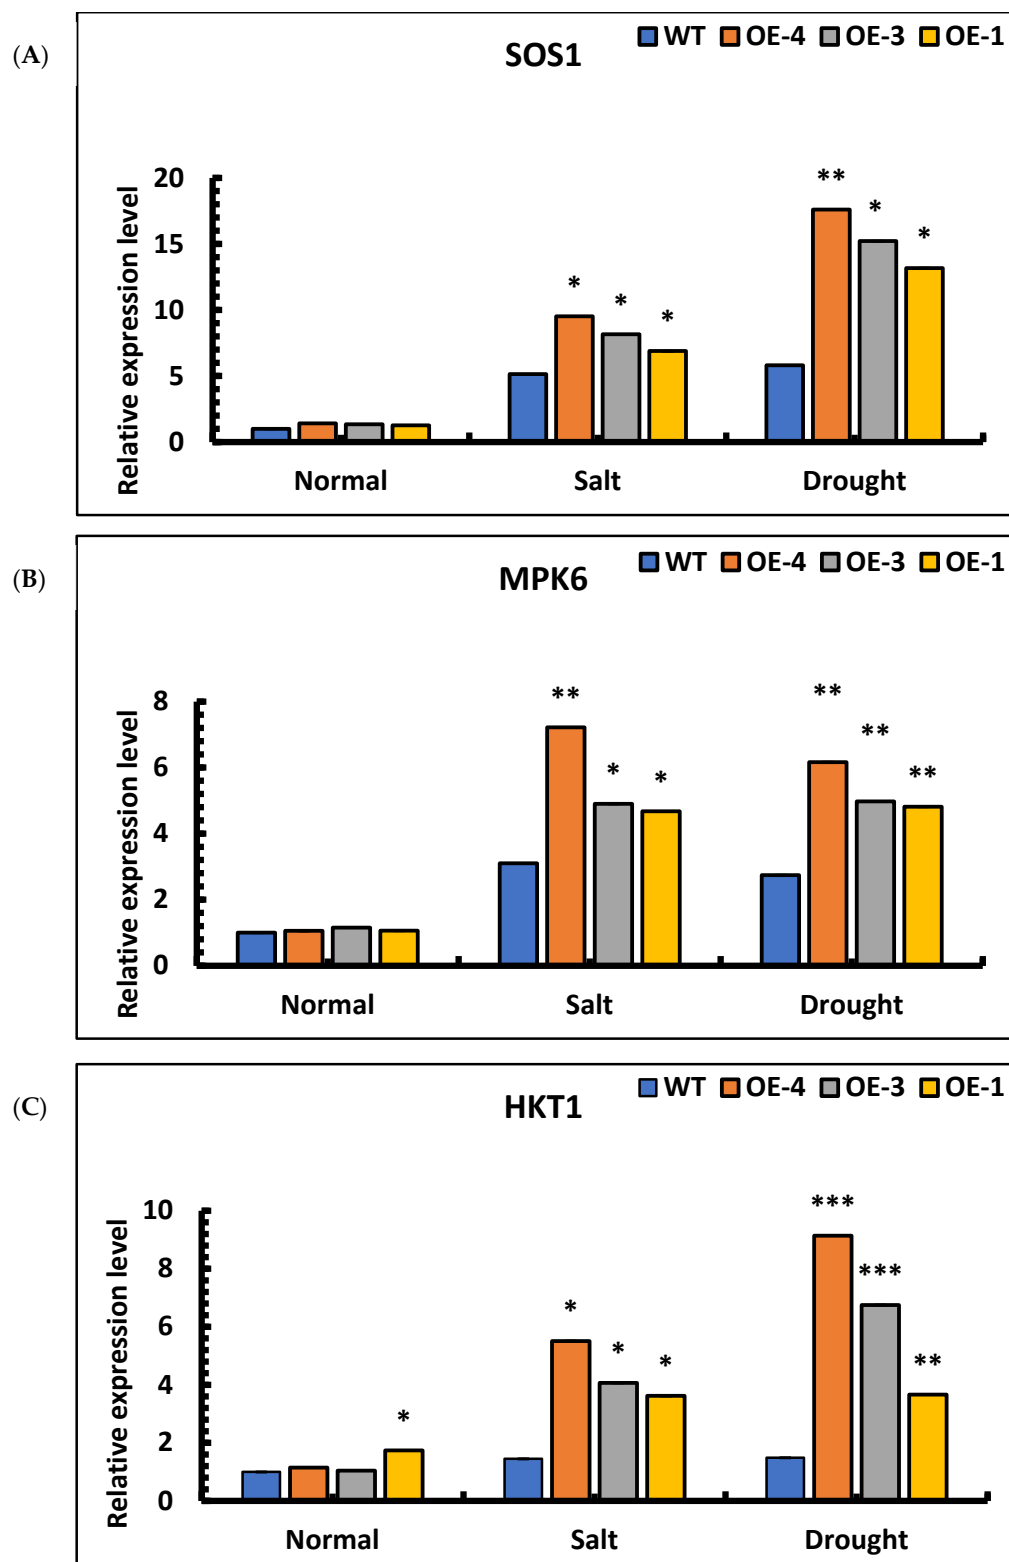 (A)
SOS1
WT OE-4 OE-3 OE-1
Relative expression level
20
15
10
5
0
* * *
** * *
Normal Salt Drought
(B)
MPK6
WT OE-4 OE-3 OE-1
Relative expression level
8
6
4
2
0
** * *
** ** **
Normal Salt Drought
(C)
HKT1
WT OE-4 OE-3 OE-1
Relative expression level
10
8
6
4
2
0
*
* * *
*** *** **
Normal Salt Drought